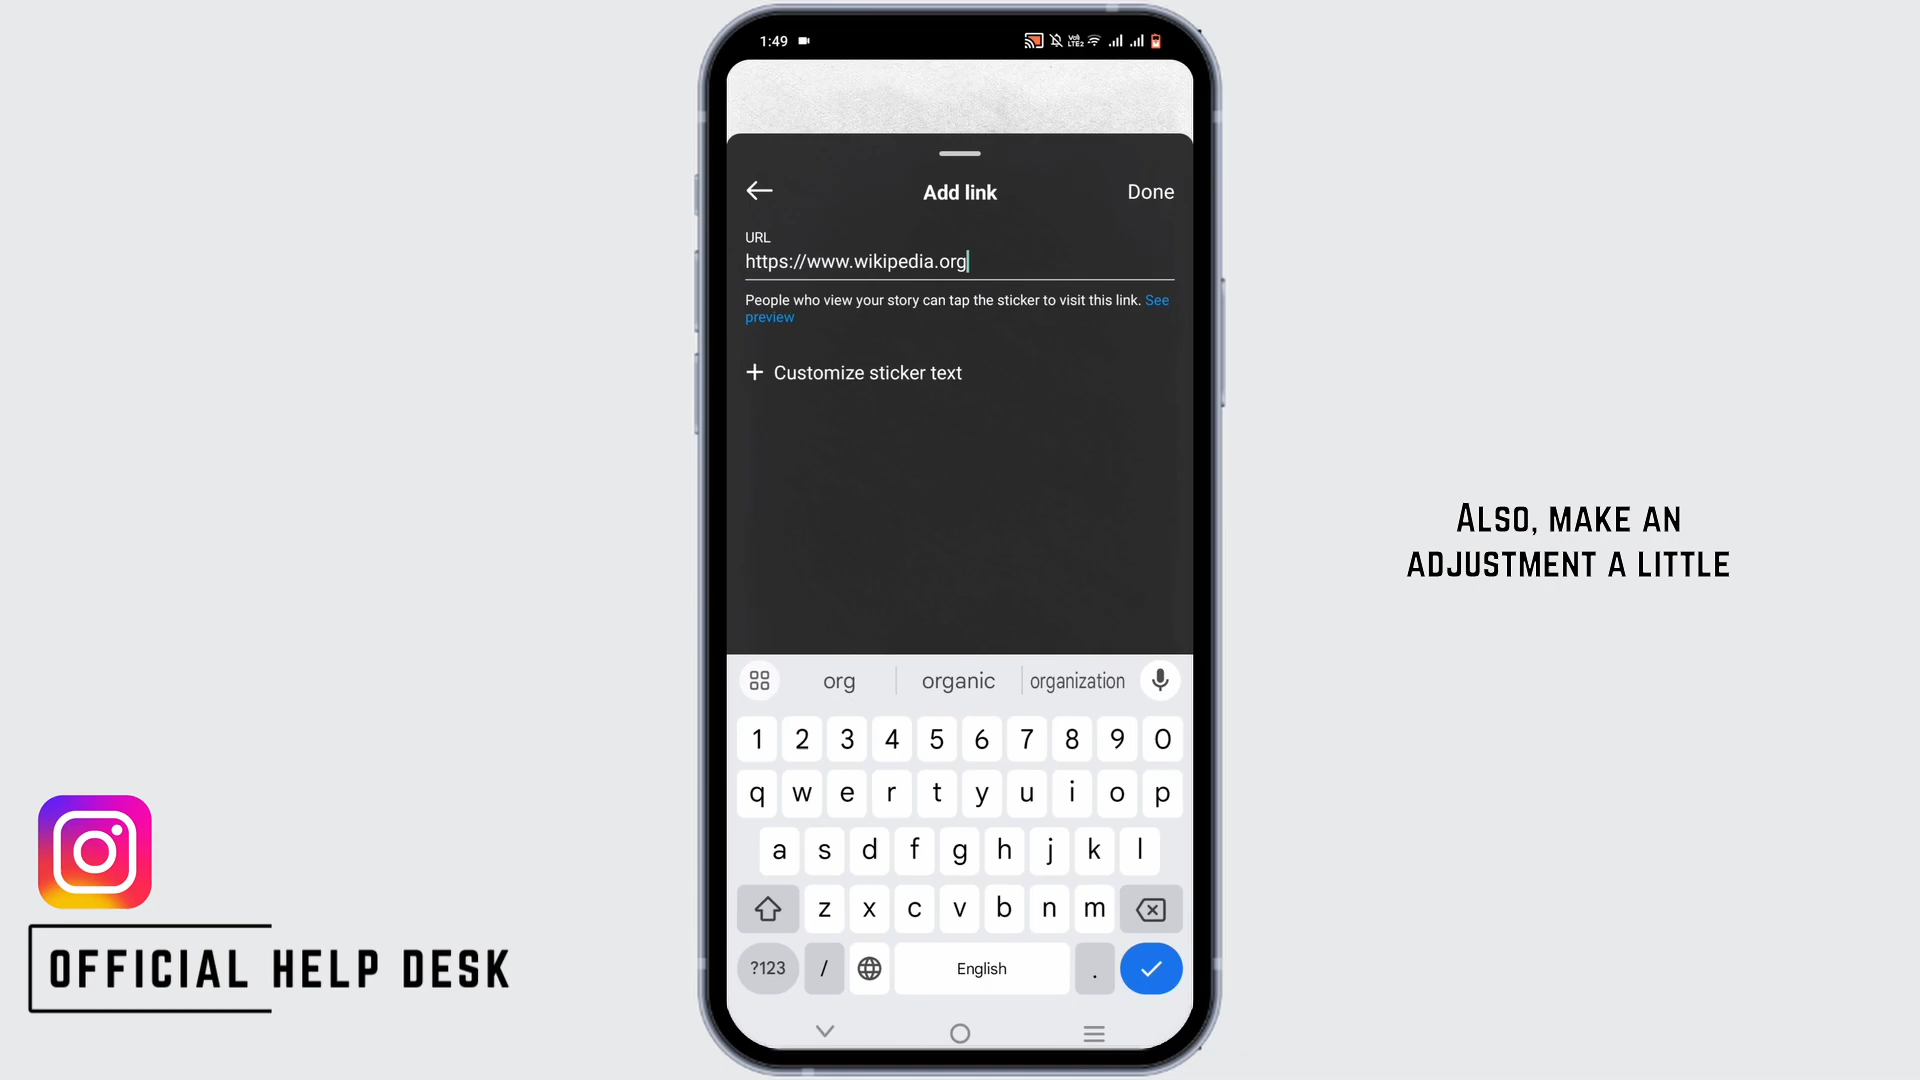 1:49
Vo) LTE2
Add link
Done
URL
https://www.wikipedia.org
People who view your story can tap the sticker to visit this link. See
preview
+ Customize sticker text
org organic organization
1 2 3 4 5 6 7 8 9 0
q w e r t y u i o p
a s d f g h j k l
z x c v b n m
?123 / English .
Also, make an
adjustment a little
OFFICIAL HELP DESK